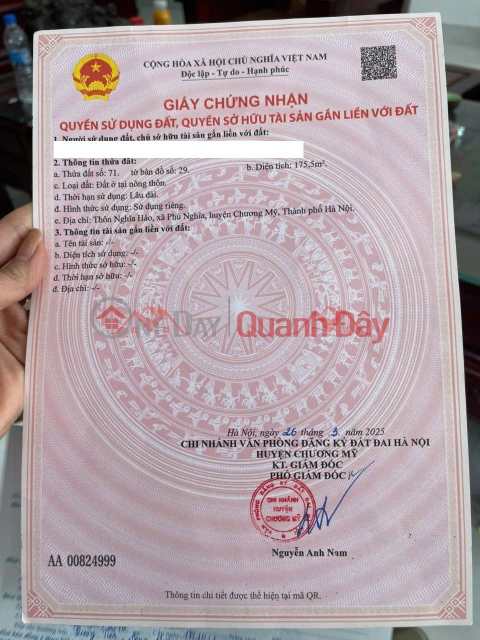 CỘNG HÒA XÃ HỘI CHỦ NGHĨA VIỆT NAM
Độc lập - Tự do - Hạnh phúc
GIẤY CHỨNG NHẬN
QUYỀN SỬ DỤNG ĐẤT, QUYỀN SỞ HỮU TÀI SẢN GẮN LIỀN VỚI ĐẤT
1. Người sử dụng đất, chủ sở hữu tài sản gắn liền với đất:
2. Thông tin thửa đất:
a. Thửa đất số: 71. tờ bản đồ số: 29. b. Diện tích: 175,5m².
c. Loại đất: Đất ở tại nông thôn.
d. Thời hạn sử dụng: Lâu dài.
đ. Hình thức sử dụng: Sử dụng riêng.
e. Địa chỉ: Thôn Nghĩa Hảo, xã Phú Nghĩa, huyện Chương Mỹ, Thành phố Hà Nội.
3. Thông tin tài sản gắn liền với đất:
a. Tên tài sản: -/-
b. Diện tích sử dụng: -/-
c. Hình thức sở hữu: -/-
d. Thời hạn sở hữu: -/-
đ. Địa chỉ: -/-
Quanh Đây
Hà Nội, ngày 26 tháng 3 năm 2025
CHI NHÁNH VĂN PHÒNG ĐĂNG KÝ ĐẤT ĐAI HÀ NỘI
HUYỆN CHƯƠNG MỸ
KT. GIÁM ĐỐC
PHÓ GIÁM ĐỐC
CHI NHÁNH
HUYỆN
CHƯƠNG MỸ
Nguyễn Anh Nam
AA 00824999
Thông tin chi tiết được thể hiện tại mã QR.